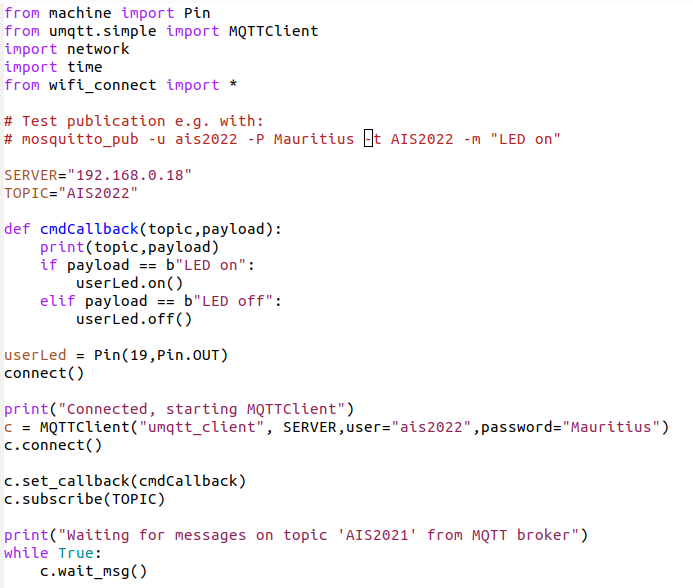 from machine import Pin
from umqtt.simple import MQTTClient
import network
import time
from wifi_connect import *

# Test publication e.g. with:
# mosquitto_pub -u ais2022 -P Mauritius -t AIS2022 -m "LED on"

SERVER="192.168.0.18"
TOPIC="AIS2022"

def cmdCallback(topic,payload):
    print(topic,payload)
    if payload == b"LED on":
        userLed.on()
    elif payload == b"LED off":
        userLed.off()

userLed = Pin(19,Pin.OUT)
connect()

print("Connected, starting MQTTClient")
c = MQTTClient("umqtt_client", SERVER,user="ais2022",password="Mauritius")
c.connect()

c.set_callback(cmdCallback)
c.subscribe(TOPIC)

print("Waiting for messages on topic 'AIS2021' from MQTT broker")
while True:
    c.wait_msg()